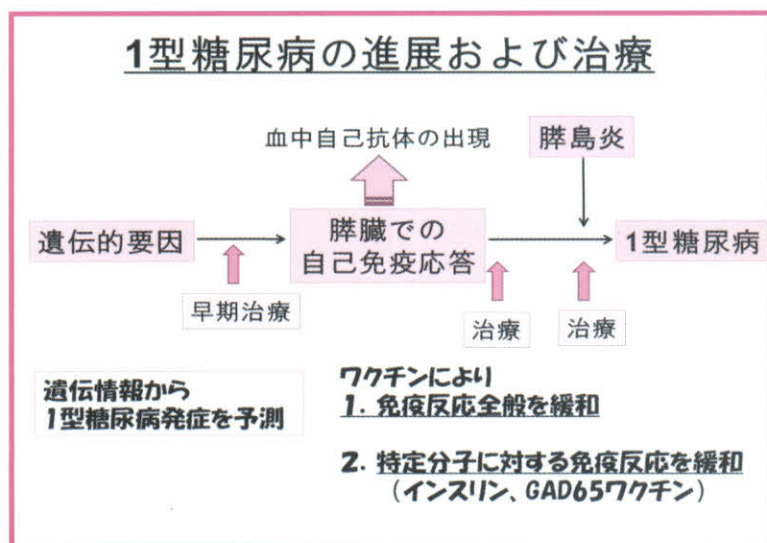 1型糖尿病の進展および治療
血中自己抗体の出現
膵島炎
遺伝的要因
膵臓での
自己免疫応答
1型糖尿病
早期治療
治療
治療
遺伝情報から
1型糖尿病発症を予測
ワクチンにより
1. 免疫反応全般を緩和
2. 特定分子に対する免疫反応を緩和
(インスリン、GAD65ワクチン)